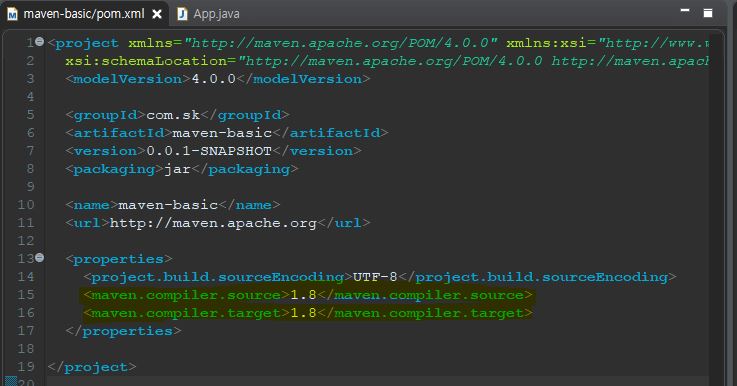 maven-basic/pom.xml App.java
1 <project xmlns="http://maven.apache.org/POM/4.0.0" xmlns:xsi="http://www.w
2 xsi:schemaLocation="http://maven.apache.org/POM/4.0.0 http://maven.apach
3 <modelVersion>4.0.0</modelVersion>
4
5 <groupId>com.sk</groupId>
6 <artifactId>maven-basic</artifactId>
7 <version>0.0.1-SNAPSHOT</version>
8 <packaging>jar</packaging>
9
10 <name>maven-basic</name>
11 <url>http://maven.apache.org</url>
12
13 <properties>
14 <project.build.sourceEncoding>UTF-8</project.build.sourceEncoding>
15 <maven.compiler.source>1.8</maven.compiler.source>
16 <maven.compiler.target>1.8</maven.compiler.target>
17 </properties>
18
19 </project>
20